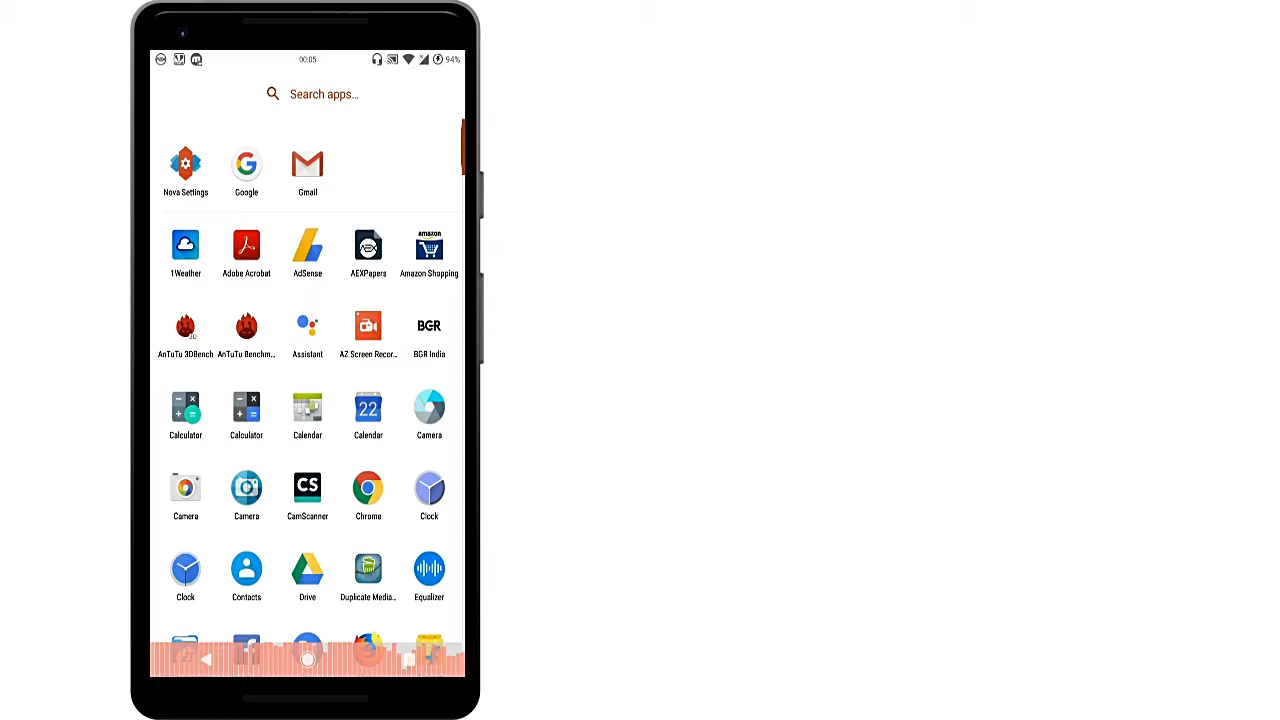 00:05 94%
Search apps...
Nova Settings Google Gmail
amazon
1Weather Adobe Acrobat AdSense AEXPapers Amazon Shopping
3D BGR
AnTuTu 3DBench AnTuTu Benchm... Assistant AZ Screen Recor... BGR India
22
Calculator Calculator Calendar Calendar Camera
CS
Camera Camera CamScanner Chrome Clock
Clock Contacts Drive Duplicate Media... Equalizer